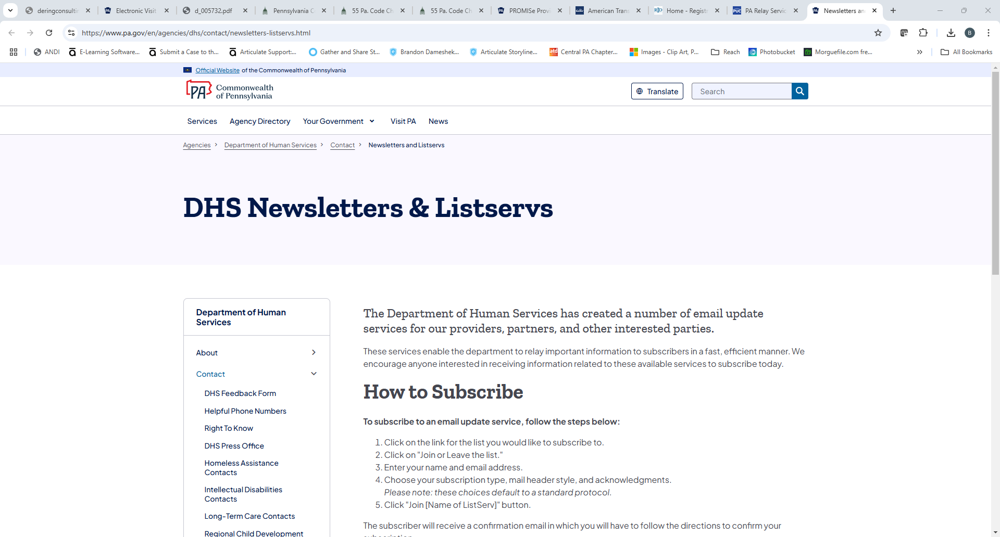 deringconsultin
Electronic Visit
d_005732.pdf
Pennsylvania C
55 Pa. Code Ch
55 Pa. Code Ch
PROMISe Provi
American Trans
RID
Home - Registr
PUC
PA Relay Servic
Newsletters an
https://www.pa.gov/en/agencies/dhs/contact/newsletters-listservs.html
B
ANDI
E-Learning Software...
Submit a Case to th...
Articulate Support:...
Gather and Share St...
Brandon Dameshek...
Articulate Storyline...
atd
Central PA Chapter...
Images - Clip Art, P...
Reach
Photobucket
Morguefile.com fre...
All Bookmarks
Official Website of the Commonwealth of Pennsylvania
PA
Commonwealth
of Pennsylvania
Translate
Search
Services
Agency Directory
Your Government
Visit PA
News
Agencies > Department of Human Services > Contact > Newsletters and Listservs
DHS Newsletters & Listservs
Department of Human
Services
About
Contact
DHS Feedback Form
Helpful Phone Numbers
Right To Know
DHS Press Office
Homeless Assistance
Contacts
Intellectual Disabilities
Contacts
Long-Term Care Contacts
Regional Child Development
The Department of Human Services has created a number of email update
services for our providers, partners, and other interested parties.
These services enable the department to relay important information to subscribers in a fast, efficient manner. We
encourage anyone interested in receiving information related to these available services to subscribe today.
How to Subscribe
To subscribe to an email update service, follow the steps below:
1. Click on the link for the list you would like to subscribe to.
2. Click on "Join or Leave the list."
3. Enter your name and email address.
4. Choose your subscription type, mail header style, and acknowledgments.
Please note: these choices default to a standard protocol.
5. Click "Join [Name of ListServ]" button.
The subscriber will receive a confirmation email in which you will have to follow the directions to confirm your
subscription